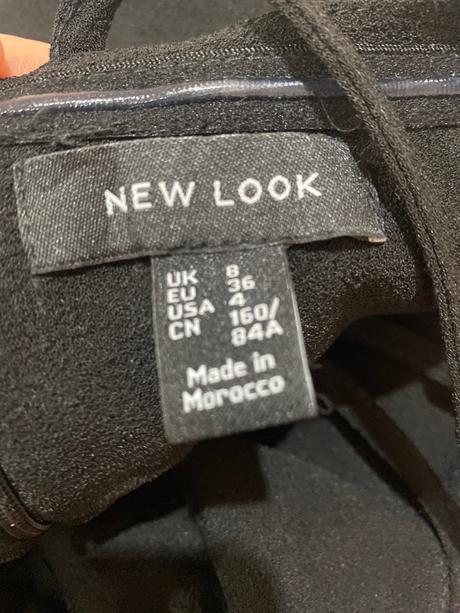 NEW LOOK
UK 8
EU 36
USA 4
CN 160/
84A
Made in
Morocco